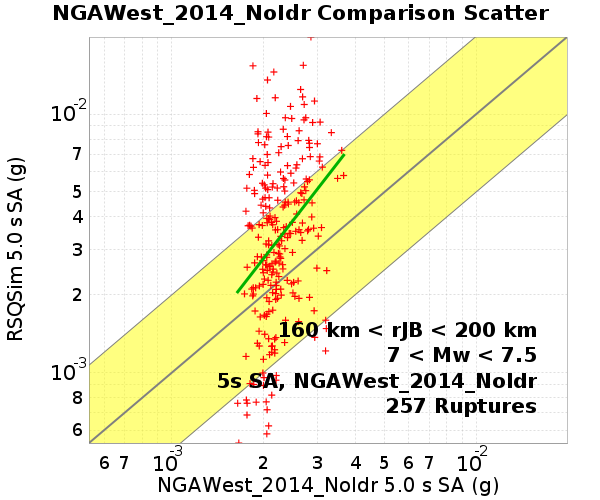 NGAWest_2014_NoIdr Comparison Scatter
RSQSim 5.0 s SA (g)
10-2
7
5
4
3
2
10-3
8
6
160 km < rJB < 200 km
7 < Mw < 7.5
5s SA, NGAWest_2014_NoIdr
257 Ruptures
6 7 10-3 2 3 4 5 6 7 10-2
NGAWest_2014_NoIdr 5.0 s SA (g)